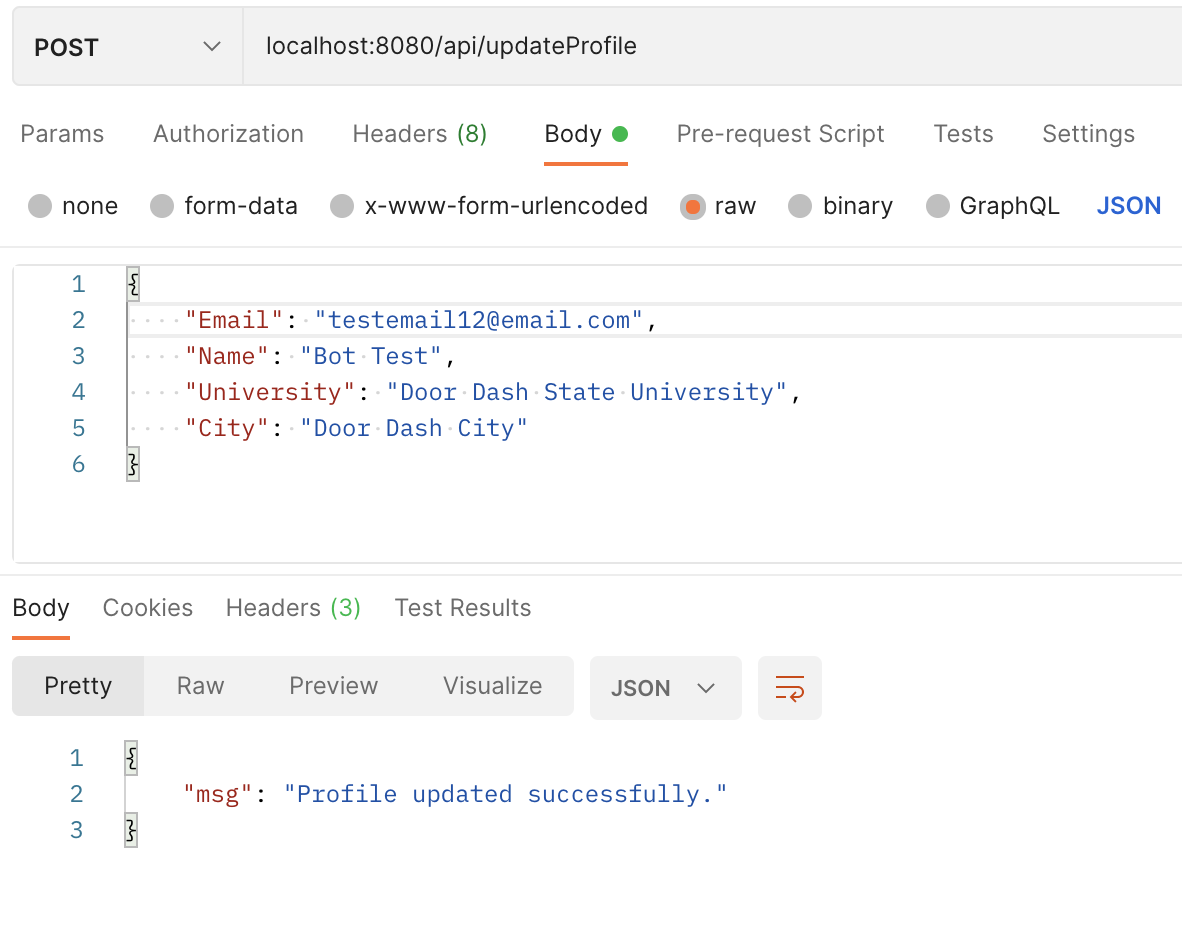 POST localhost:8080/api/updateProfile
Params Authorization Headers (8) Body Pre-request Script Tests Settings
none form-data x-www-form-urlencoded raw binary GraphQL JSON
1 {
2 "Email": "testemail12@email.com",
3 "Name": "Bot Test",
4 "University": "Door Dash State University",
5 "City": "Door Dash City"
6 }
Body Cookies Headers (3) Test Results
Pretty Raw Preview Visualize JSON
1 {
2 "msg": "Profile updated successfully."
3 }